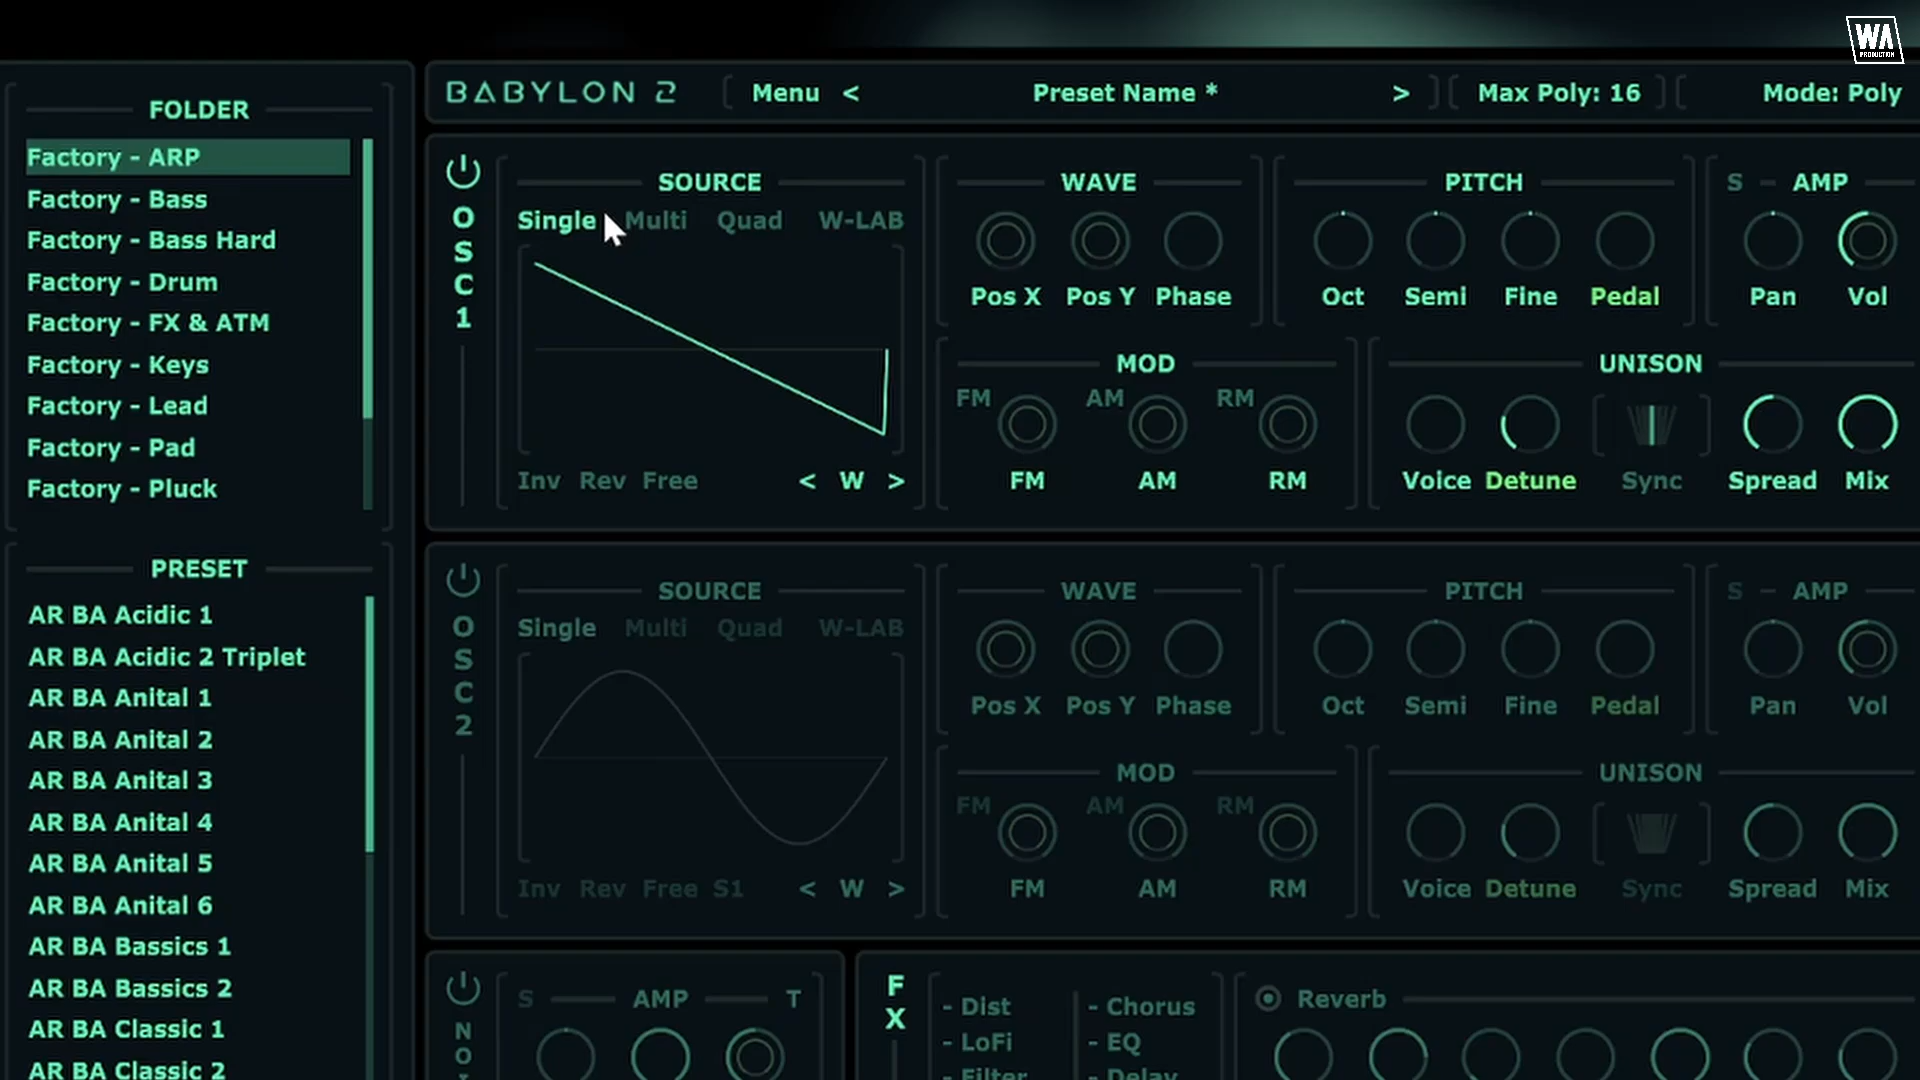 WA
PRODUCTION
BABYLON 2
Menu < Preset Name * >
Max Poly: 16
Mode: Poly
FOLDER
Factory - ARP
Factory - Bass
Factory - Bass Hard
Factory - Drum
Factory - FX & ATM
Factory - Keys
Factory - Lead
Factory - Pad
Factory - Pluck
PRESET
AR BA Acidic 1
AR BA Acidic 2 Triplet
AR BA Anital 1
AR BA Anital 2
AR BA Anital 3
AR BA Anital 4
AR BA Anital 5
AR BA Anital 6
AR BA Bassics 1
AR BA Bassics 2
AR BA Classic 1
AR BA Classic 2
OSC1
SOURCE
Single Multi Quad W-LAB
Inv Rev Free < W >
WAVE
Pos X Pos Y Phase
PITCH
Oct Semi Fine Pedal
S AMP
Pan Vol
MOD
FM AM RM
FM AM RM
UNISON
Voice Detune Sync Spread Mix
OSC2
SOURCE
Single Multi Quad W-LAB
Inv Rev Free S1 < W >
WAVE
Pos X Pos Y Phase
PITCH
Oct Semi Fine Pedal
S AMP
Pan Vol
MOD
FM AM RM
FM AM RM
UNISON
Voice Detune Sync Spread Mix
NO
S AMP T
FX
- Dist
- LoFi
- Filter
- Chorus
- EQ
- Delay
Reverb